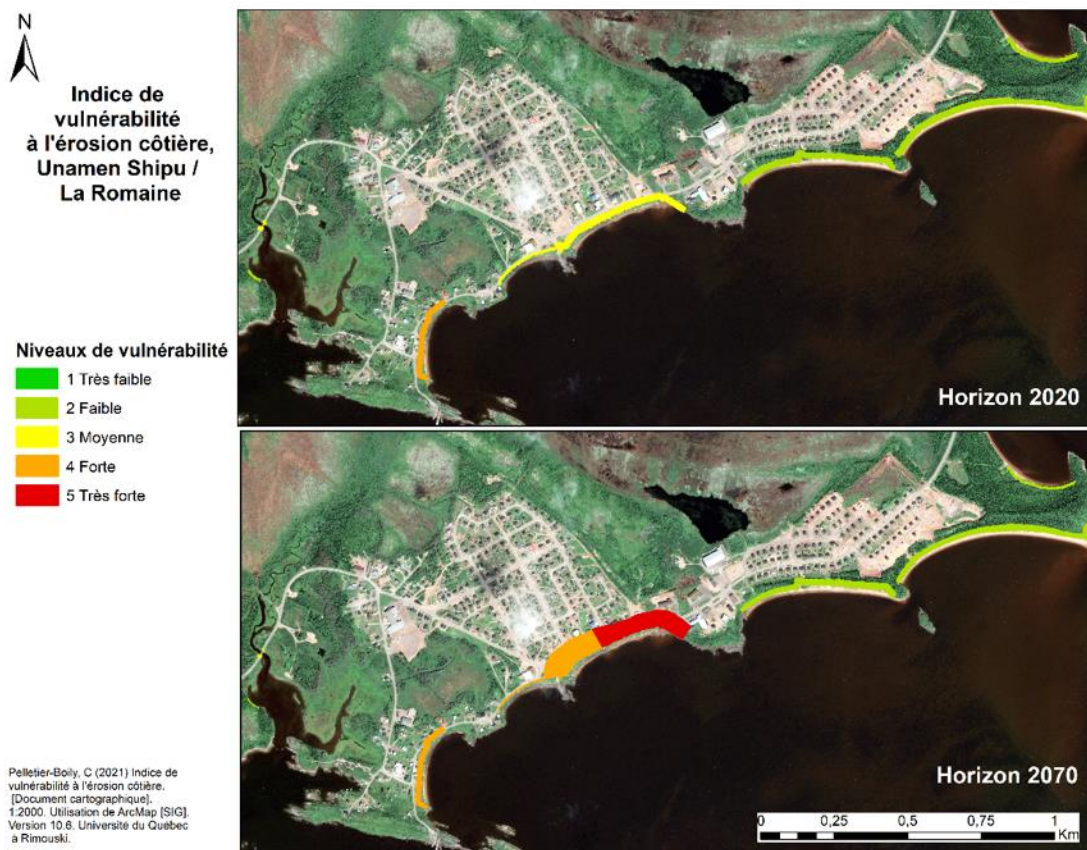 N
Indice de
vulnérabilité
à l'érosion côtière,
Unamen Shipu /
La Romaine
Niveaux de vulnérabilité
1 Très faible
2 Faible
3 Moyenne
4 Forte
5 Très forte
Pelletier-Boily, C (2021) Indice de
vulnérabilité à l'érosion côtière.
[Document cartographique].
1:2000. Utilisation de ArcMap [SIG].
Version 10.6. Université du Québec
à Rimouski.
Horizon 2020
Horizon 2070
0 0,25 0,5 0,75 1
Km